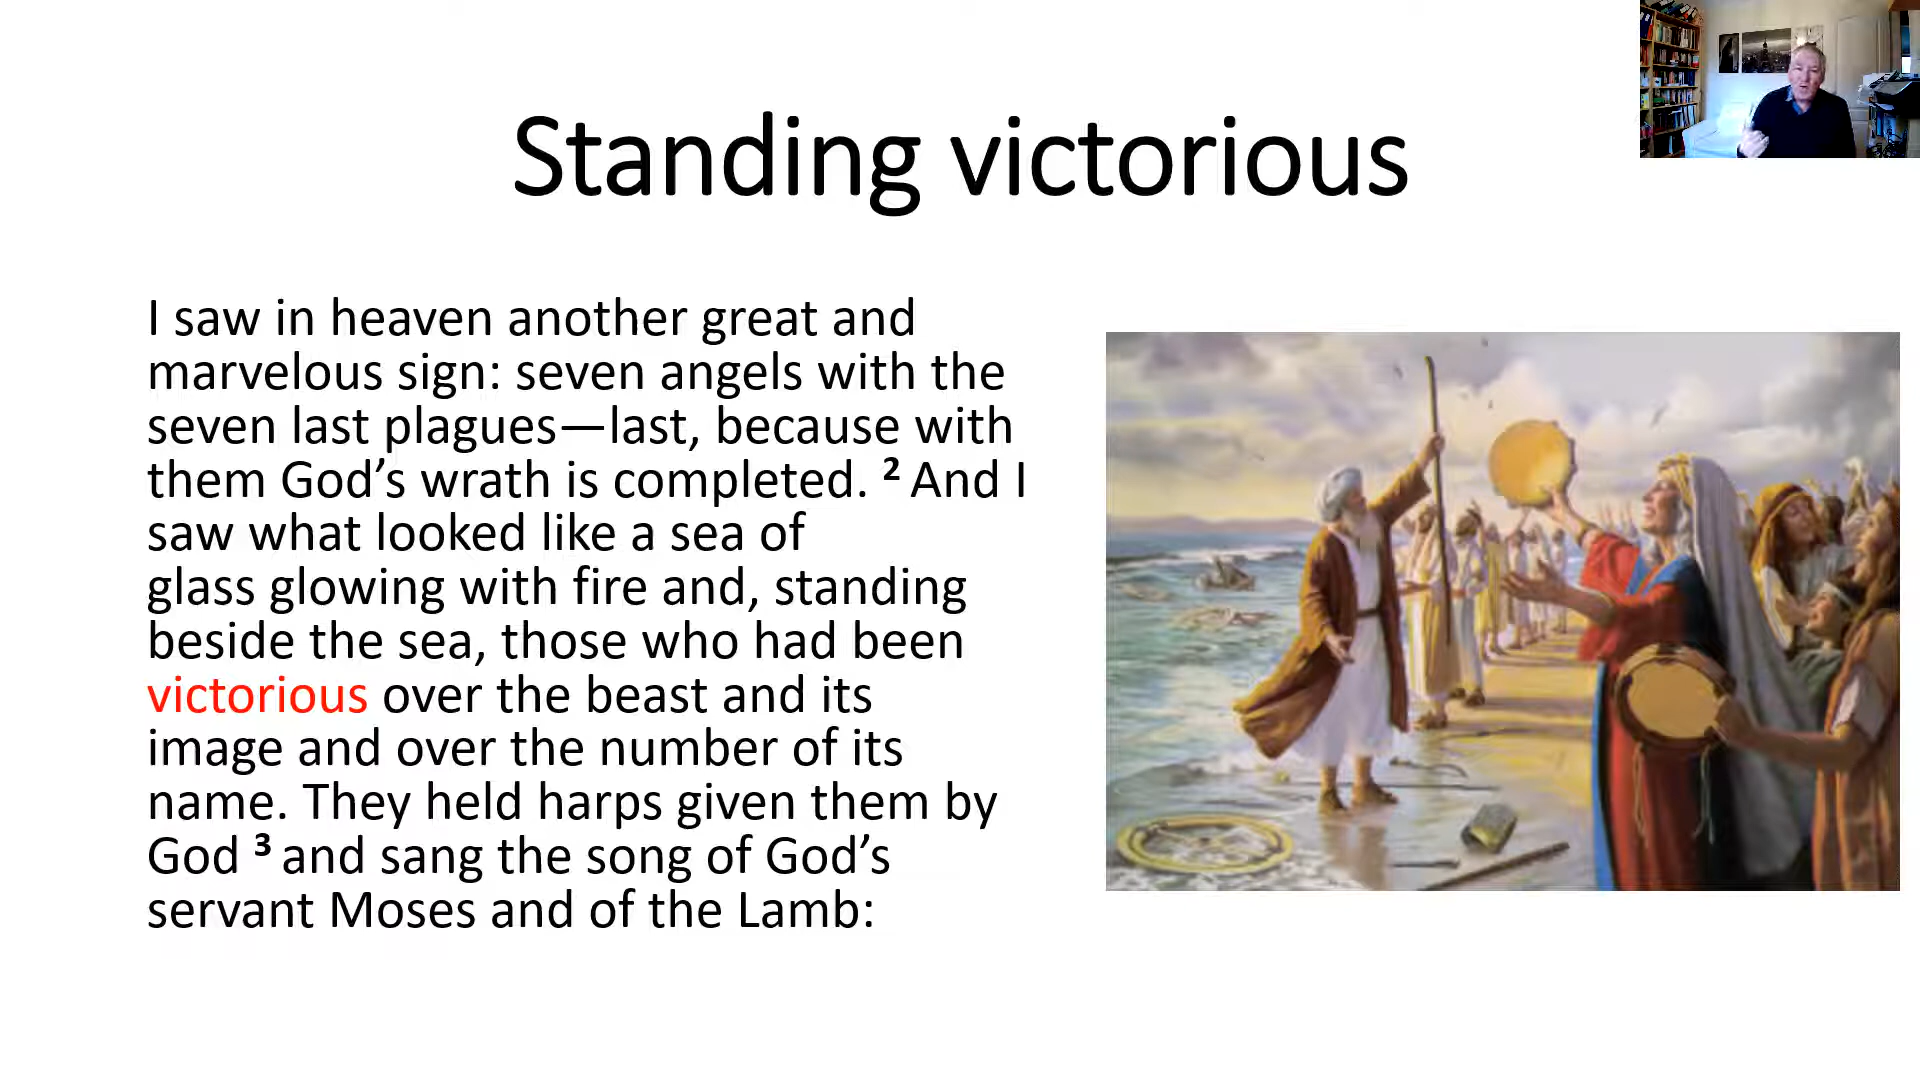 Standing victorious
I saw in heaven another great and
marvelous sign: seven angels with the
seven last plagues—last, because with
them God’s wrath is completed. 2 And I
saw what looked like a sea of
glass glowing with fire and, standing
beside the sea, those who had been
victorious over the beast and its
image and over the number of its
name. They held harps given them by
God 3 and sang the song of God’s
servant Moses and of the Lamb: